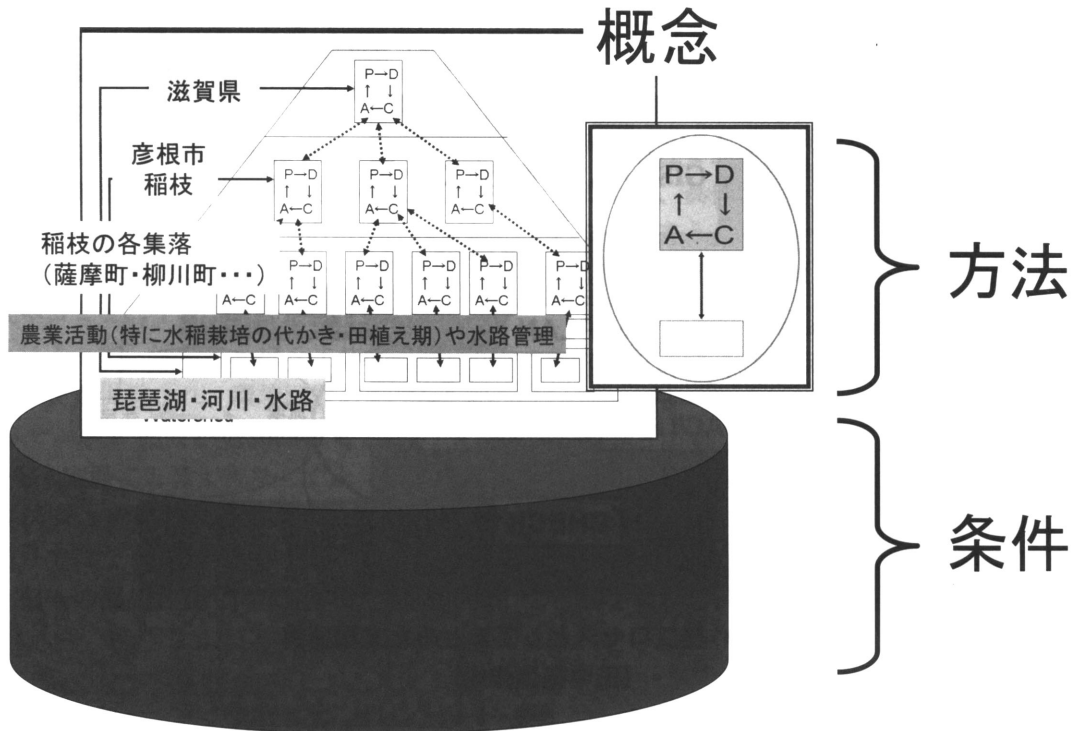 概念
滋賀県
P→D
↑ ↓
A←C
彦根市
稲枝
P→D P→D P→D
↑ ↓ ↑ ↓ ↑ ↓
A←C A←C A←C
稲枝の各集落
（薩摩町・柳川町・・・）
P→D P→D P→D P→D P→D
↑ ↓ ↑ ↓ ↑ ↓ ↑ ↓ ↑ ↓
A←C A←C A←C A←C A←C A←C
農業活動（特に水稲栽培の代かき・田植え期）や水路管理
琵琶湖・河川・水路
P→D
↑ ↓
A←C
方法
条件